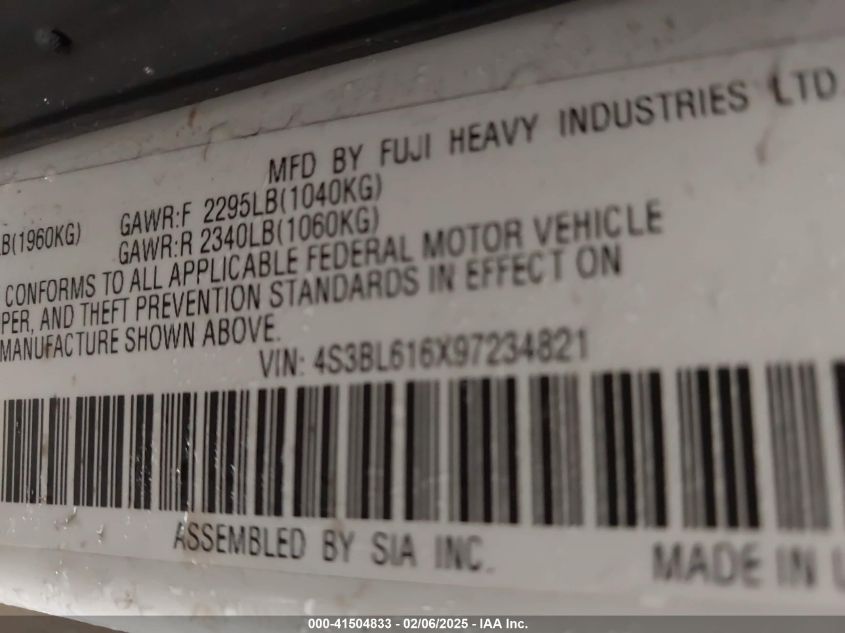 MFD BY FUJI HEAVY INDUSTRIES LTD
LB(1960KG) GAWR:F 2295LB(1040KG)
GAWR:R 2340LB(1060KG)
CONFORMS TO ALL APPLICABLE FEDERAL MOTOR VEHICLE
PER, AND THEFT PREVENTION STANDARDS IN EFFECT ON
MANUFACTURE SHOWN ABOVE.
VIN: 4S3BL616X97234821
ASSEMBLED BY SIA INC.
MADE IN U
000-41504833 - 02/06/2025 - IAA Inc.